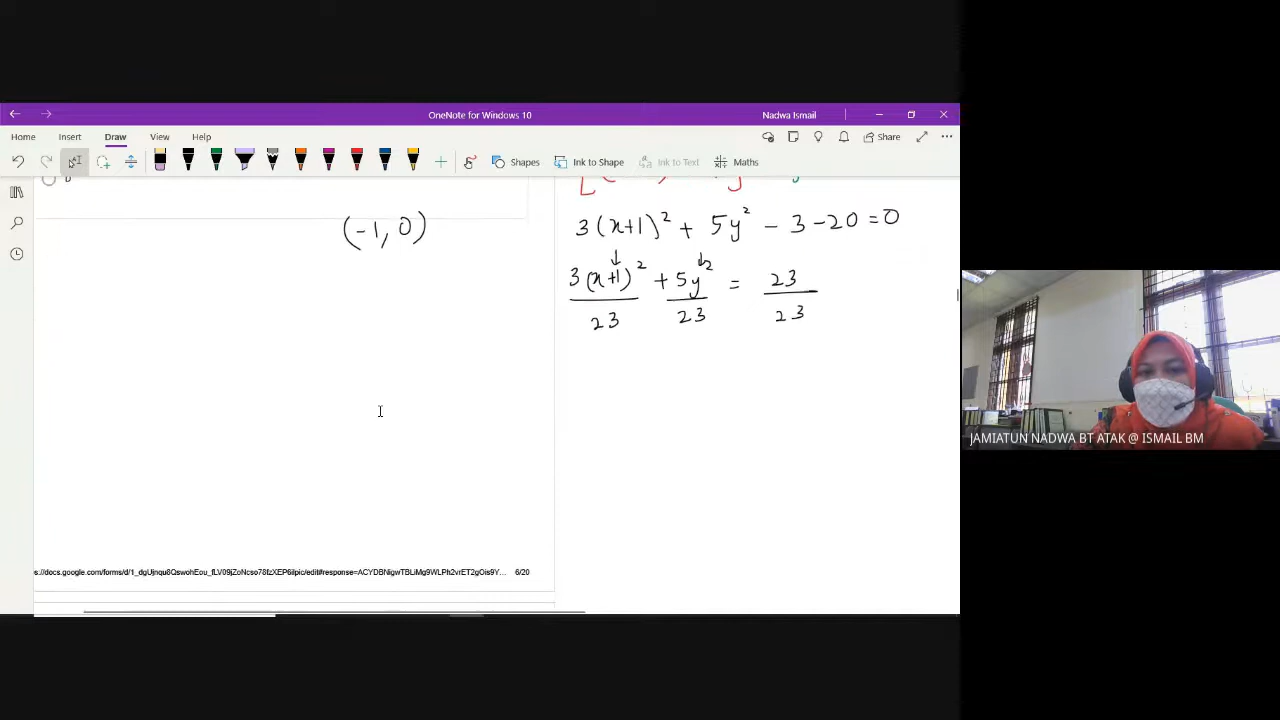 OneNote for Windows 10
Nadwa Ismail
Home Insert Draw View Help
Share
Shapes Ink to Shape Ink to Text Maths
(-1, 0)
3(x+1)² + 5y² - 3 - 20 = 0
3(x+1)²/23 + 5y²/23 = 23/23
JAMIATUN NADWA BT ATAK @ ISMAIL BM
6/20